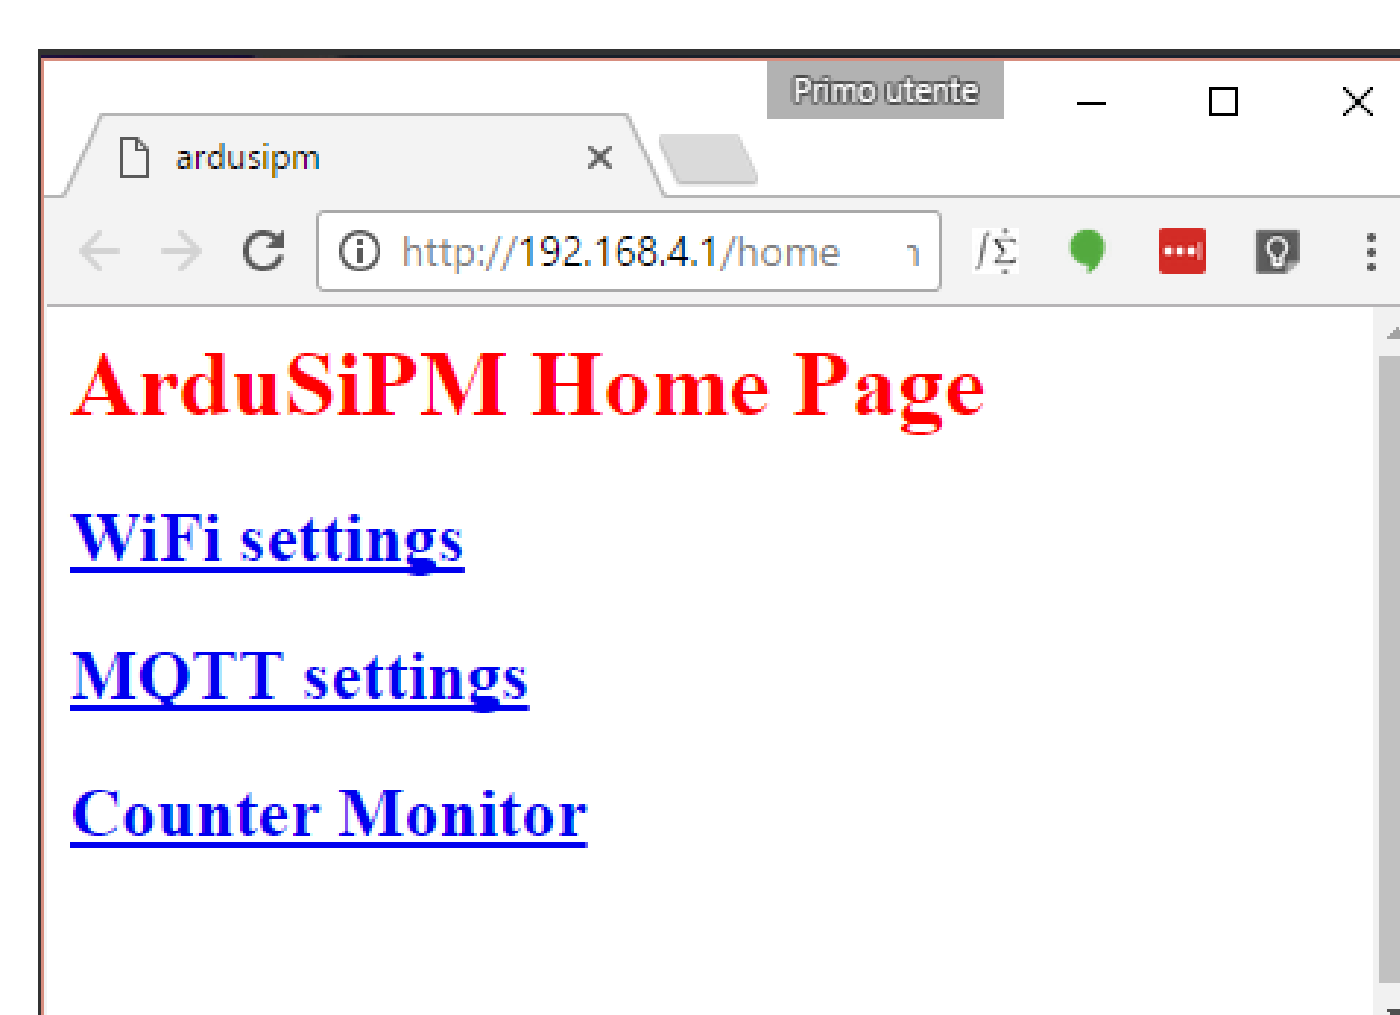 Primo utente
ardusipm
http://192.168.4.1/home
ArduSiPM Home Page
WiFi settings
MQTT settings
Counter Monitor